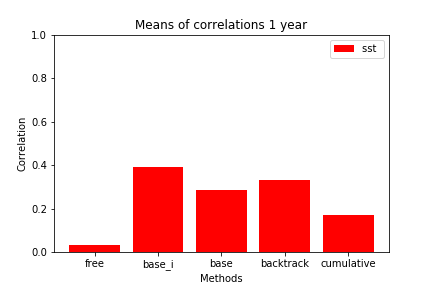 Means of correlations 1 year
sst
Correlation
1.0
0.8
0.6
0.4
0.2
0.0
free base_i base backtrack cumulative
Methods